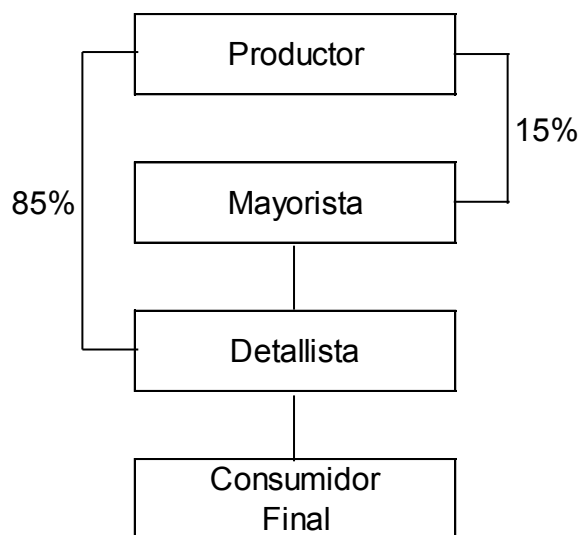 Productor
15%
85%
Mayorista
Detallista
Consumidor
Final